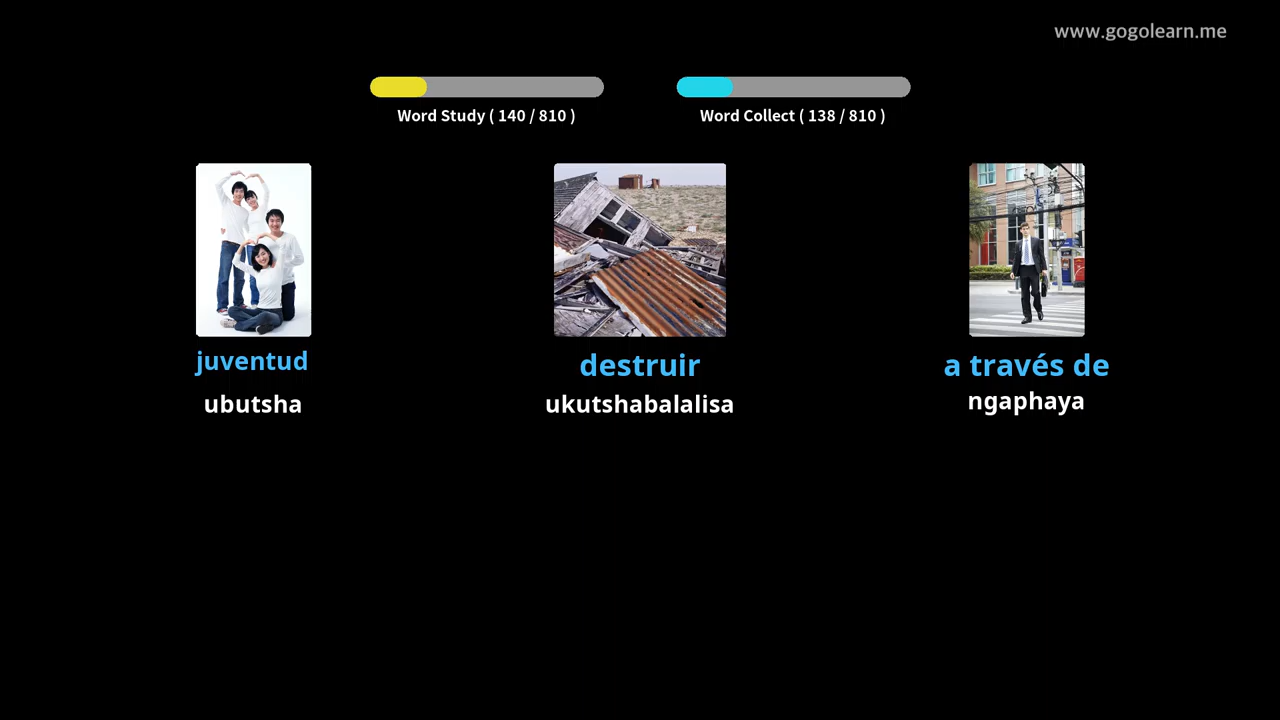 www.gogolearn.me
Word Study ( 140 / 810 )
Word Collect ( 138 / 810 )
juventud
ubutsha
destruir
ukutshabalalisa
a través de
ngaphaya